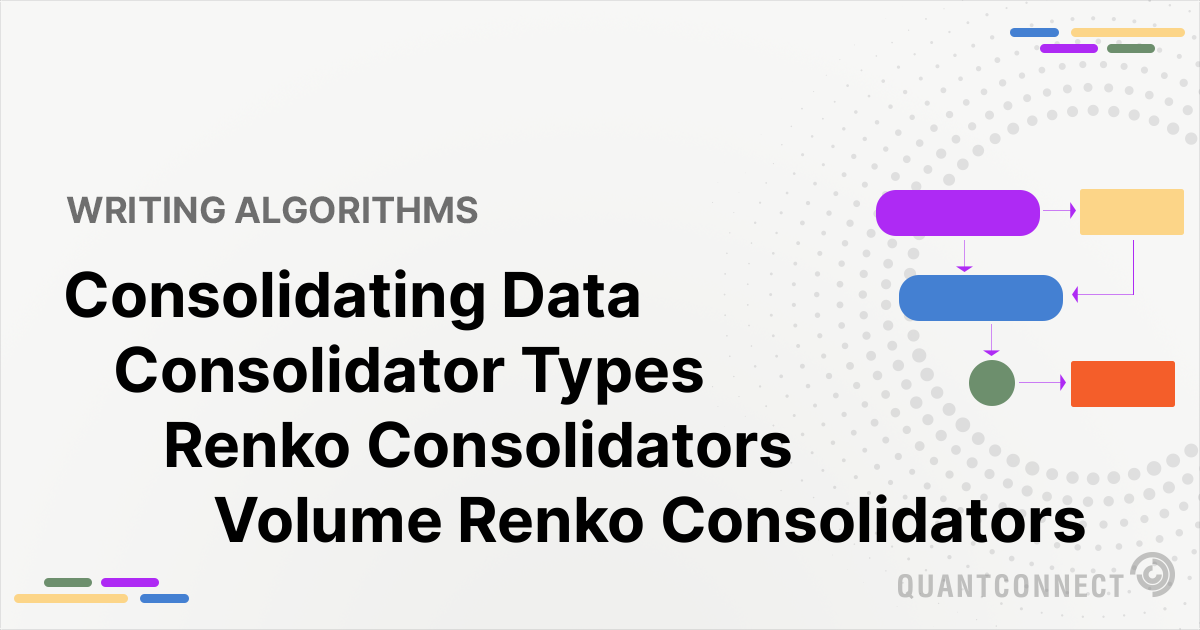 WRITING ALGORITHMS
Consolidating Data
Consolidator Types
Renko Consolidators
Volume Renko Consolidators
QUANTCONNECT